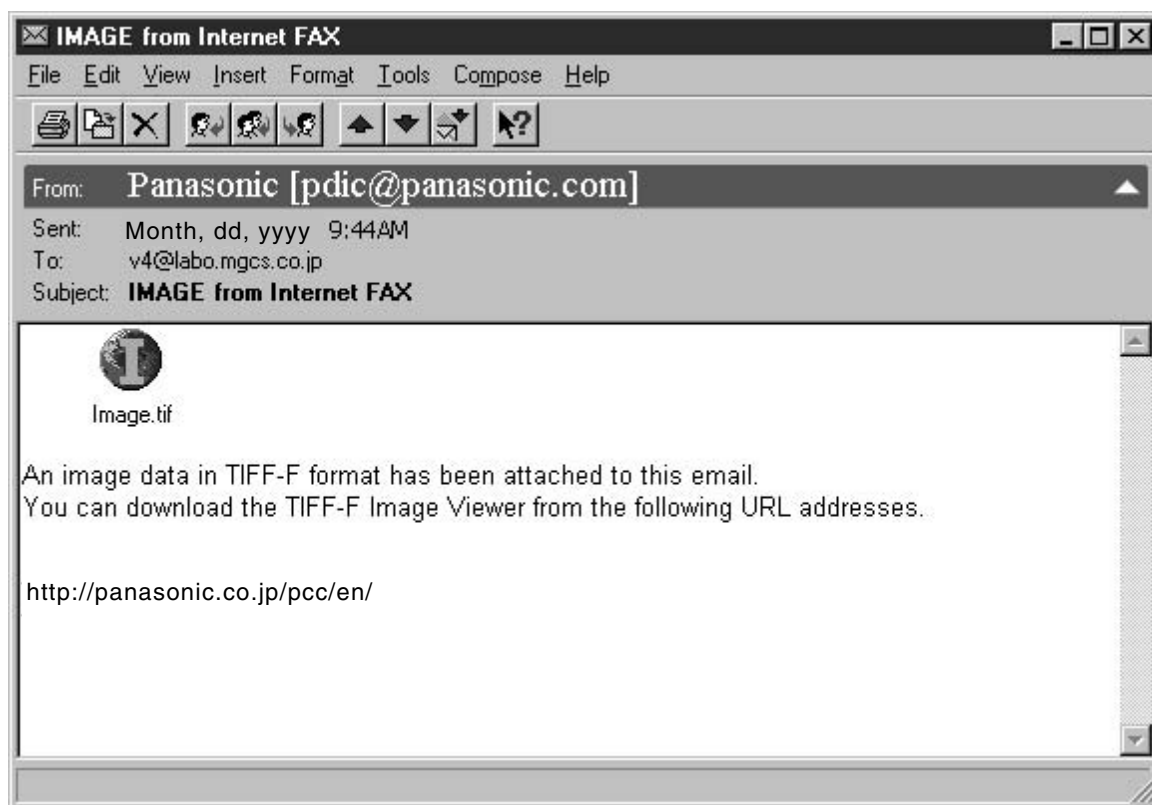 IMAGE from Internet FAX
File Edit View Insert Format Tools Compose Help
From: Panasonic [pdic@panasonic.com]
Sent: Month, dd, yyyy 9:44AM
To: v4@labo.mgcs.co.jp
Subject: IMAGE from Internet FAX
I
Image.tif
An image data in TIFF-F format has been attached to this email.
You can download the TIFF-F Image Viewer from the following URL addresses.
http://panasonic.co.jp/pcc/en/